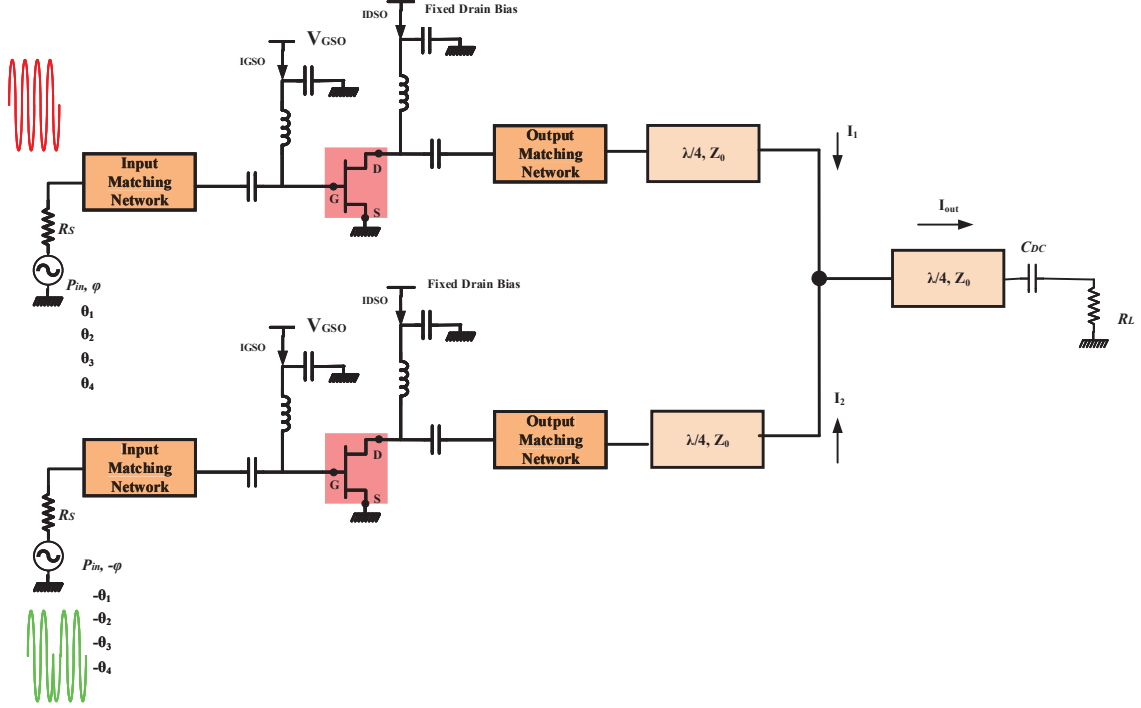 IDSO
Fixed Drain Bias
VGSO
IGSO
Input
Matching
Network
RS
Pin, φ
θ1
θ2
θ3
θ4
G
D
S
Output
Matching
Network
λ/4, Z0
I1
Iout
λ/4, Z0
CDC
RL
IDSO
Fixed Drain Bias
VGSO
IGSO
Input
Matching
Network
RS
Pin, -φ
-θ1
-θ2
-θ3
-θ4
G
D
S
Output
Matching
Network
λ/4, Z0
I2